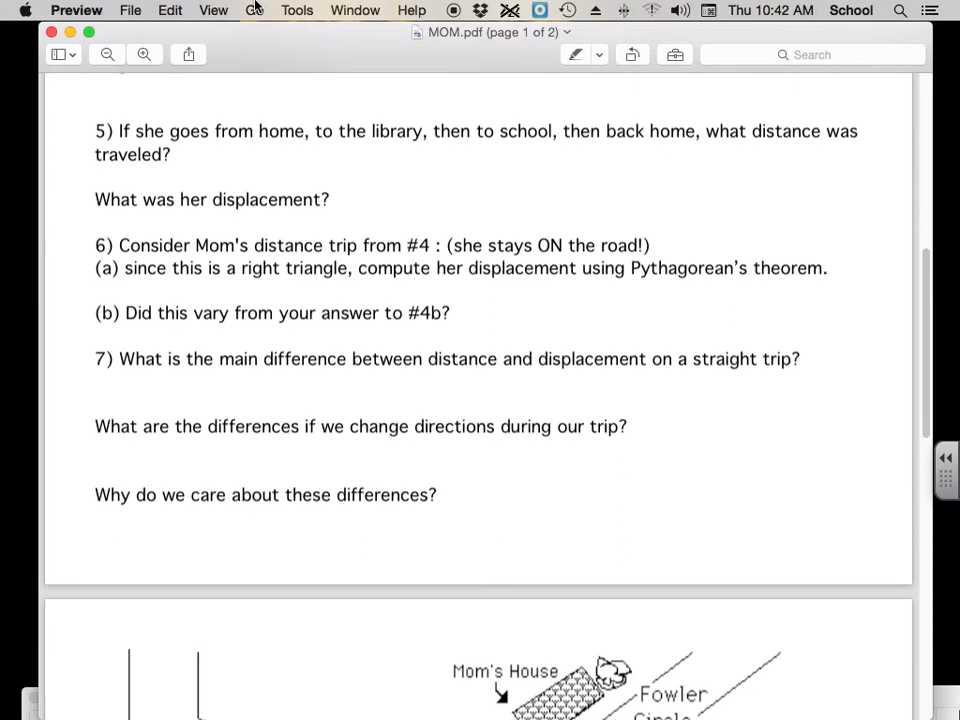 Preview File Edit View Go Tools Window Help Thu 10:42 AM School
MOM.pdf (page 1 of 2)
Search
5) If she goes from home, to the library, then to school, then back home, what distance was
traveled?
What was her displacement?
6) Consider Mom's distance trip from #4 : (she stays ON the road!)
(a) since this is a right triangle, compute her displacement using Pythagorean’s theorem.
(b) Did this vary from your answer to #4b?
7) What is the main difference between distance and displacement on a straight trip?
What are the differences if we change directions during our trip?
Why do we care about these differences?
Mom's House
Fowler
Circle